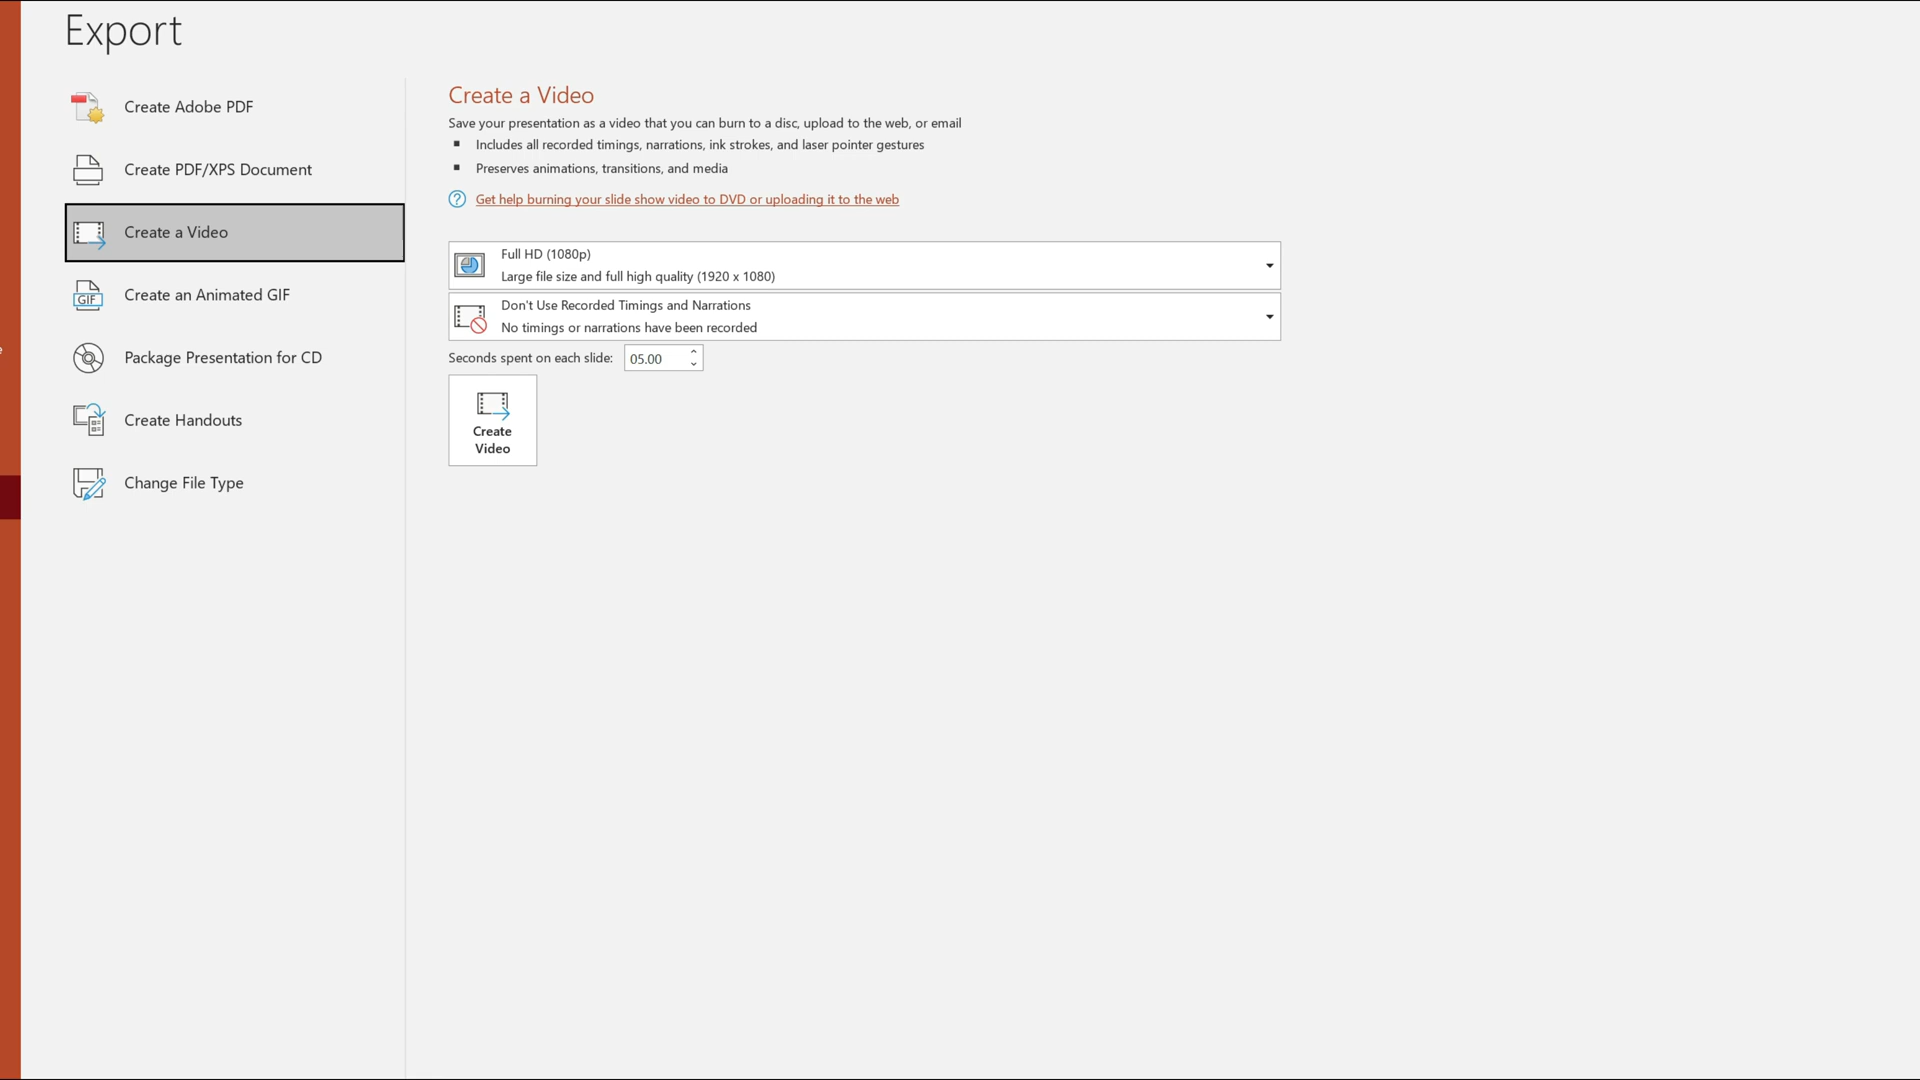 Export
Create Adobe PDF
Create PDF/XPS Document
Create a Video
Create an Animated GIF
GIF
Package Presentation for CD
Create Handouts
Change File Type
Create a Video
Save your presentation as a video that you can burn to a disc, upload to the web, or email
Includes all recorded timings, narrations, ink strokes, and laser pointer gestures
Preserves animations, transitions, and media
Get help burning your slide show video to DVD or uploading it to the web
Full HD (1080p)
Large file size and full high quality (1920 x 1080)
Don't Use Recorded Timings and Narrations
No timings or narrations have been recorded
Seconds spent on each slide: 05.00
Create
Video